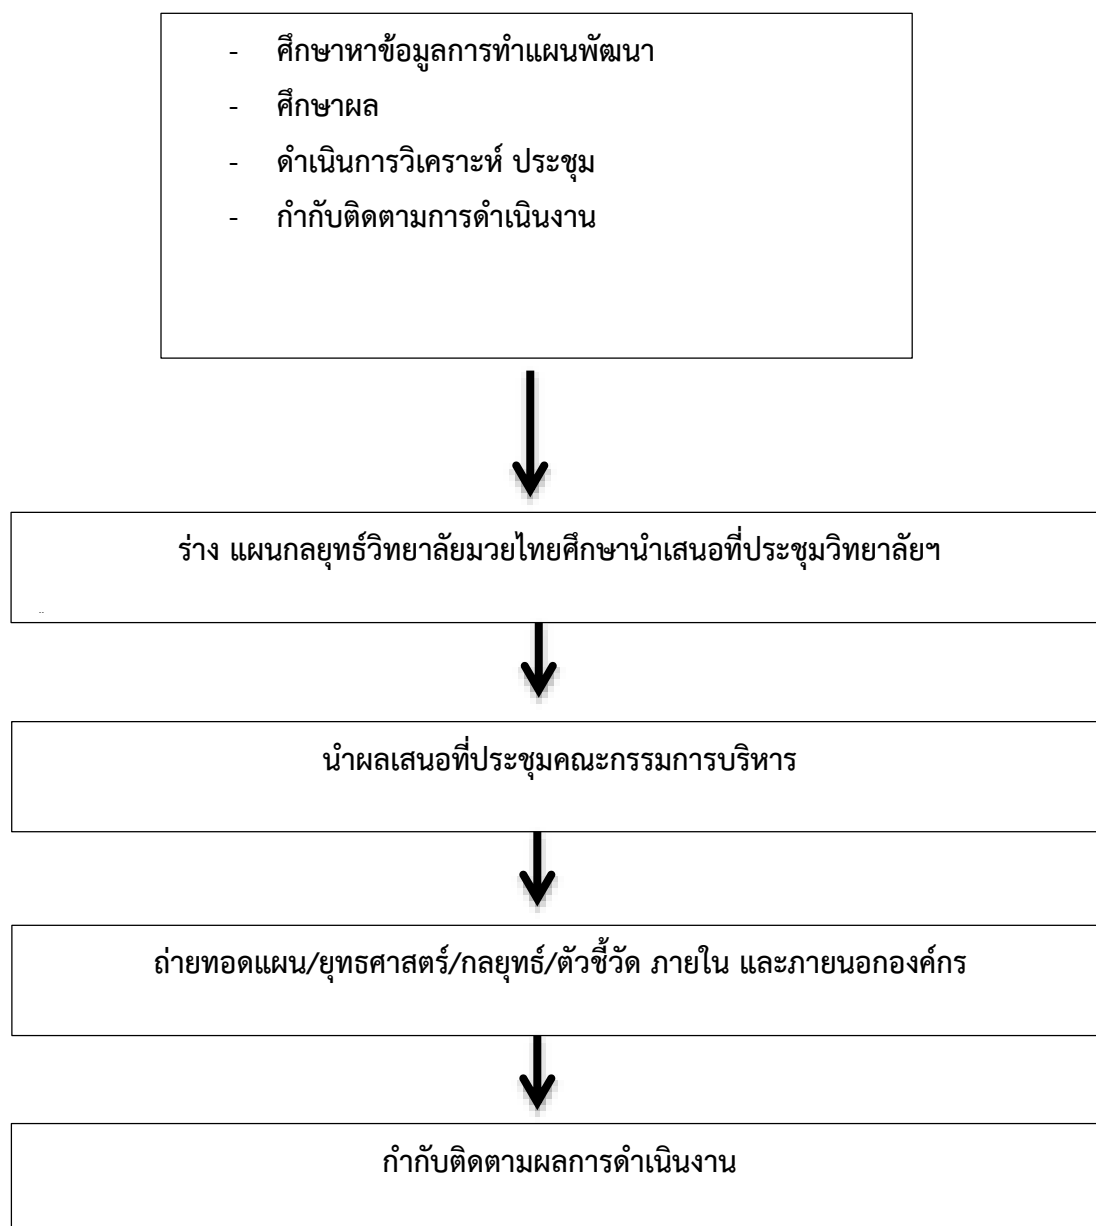 - ศึกษาหาข้อมูลการทำแผนพัฒนา
- ศึกษาผล
- ดำเนินการวิเคราะห์ ประชุม
- กำกับติดตามการดำเนินงาน
ร่าง แผนกลยุทธ์วิทยาลัยมวยไทยศึกษานำเสนอที่ประชุมวิทยาลัยฯ
นำผลเสนอที่ประชุมคณะกรรมการบริหาร
ถ่ายทอดแผน/ยุทธศาสตร์/กลยุทธ์/ตัวชี้วัด ภายใน และภายนอกองค์กร
กำกับติดตามผลการดำเนินงาน